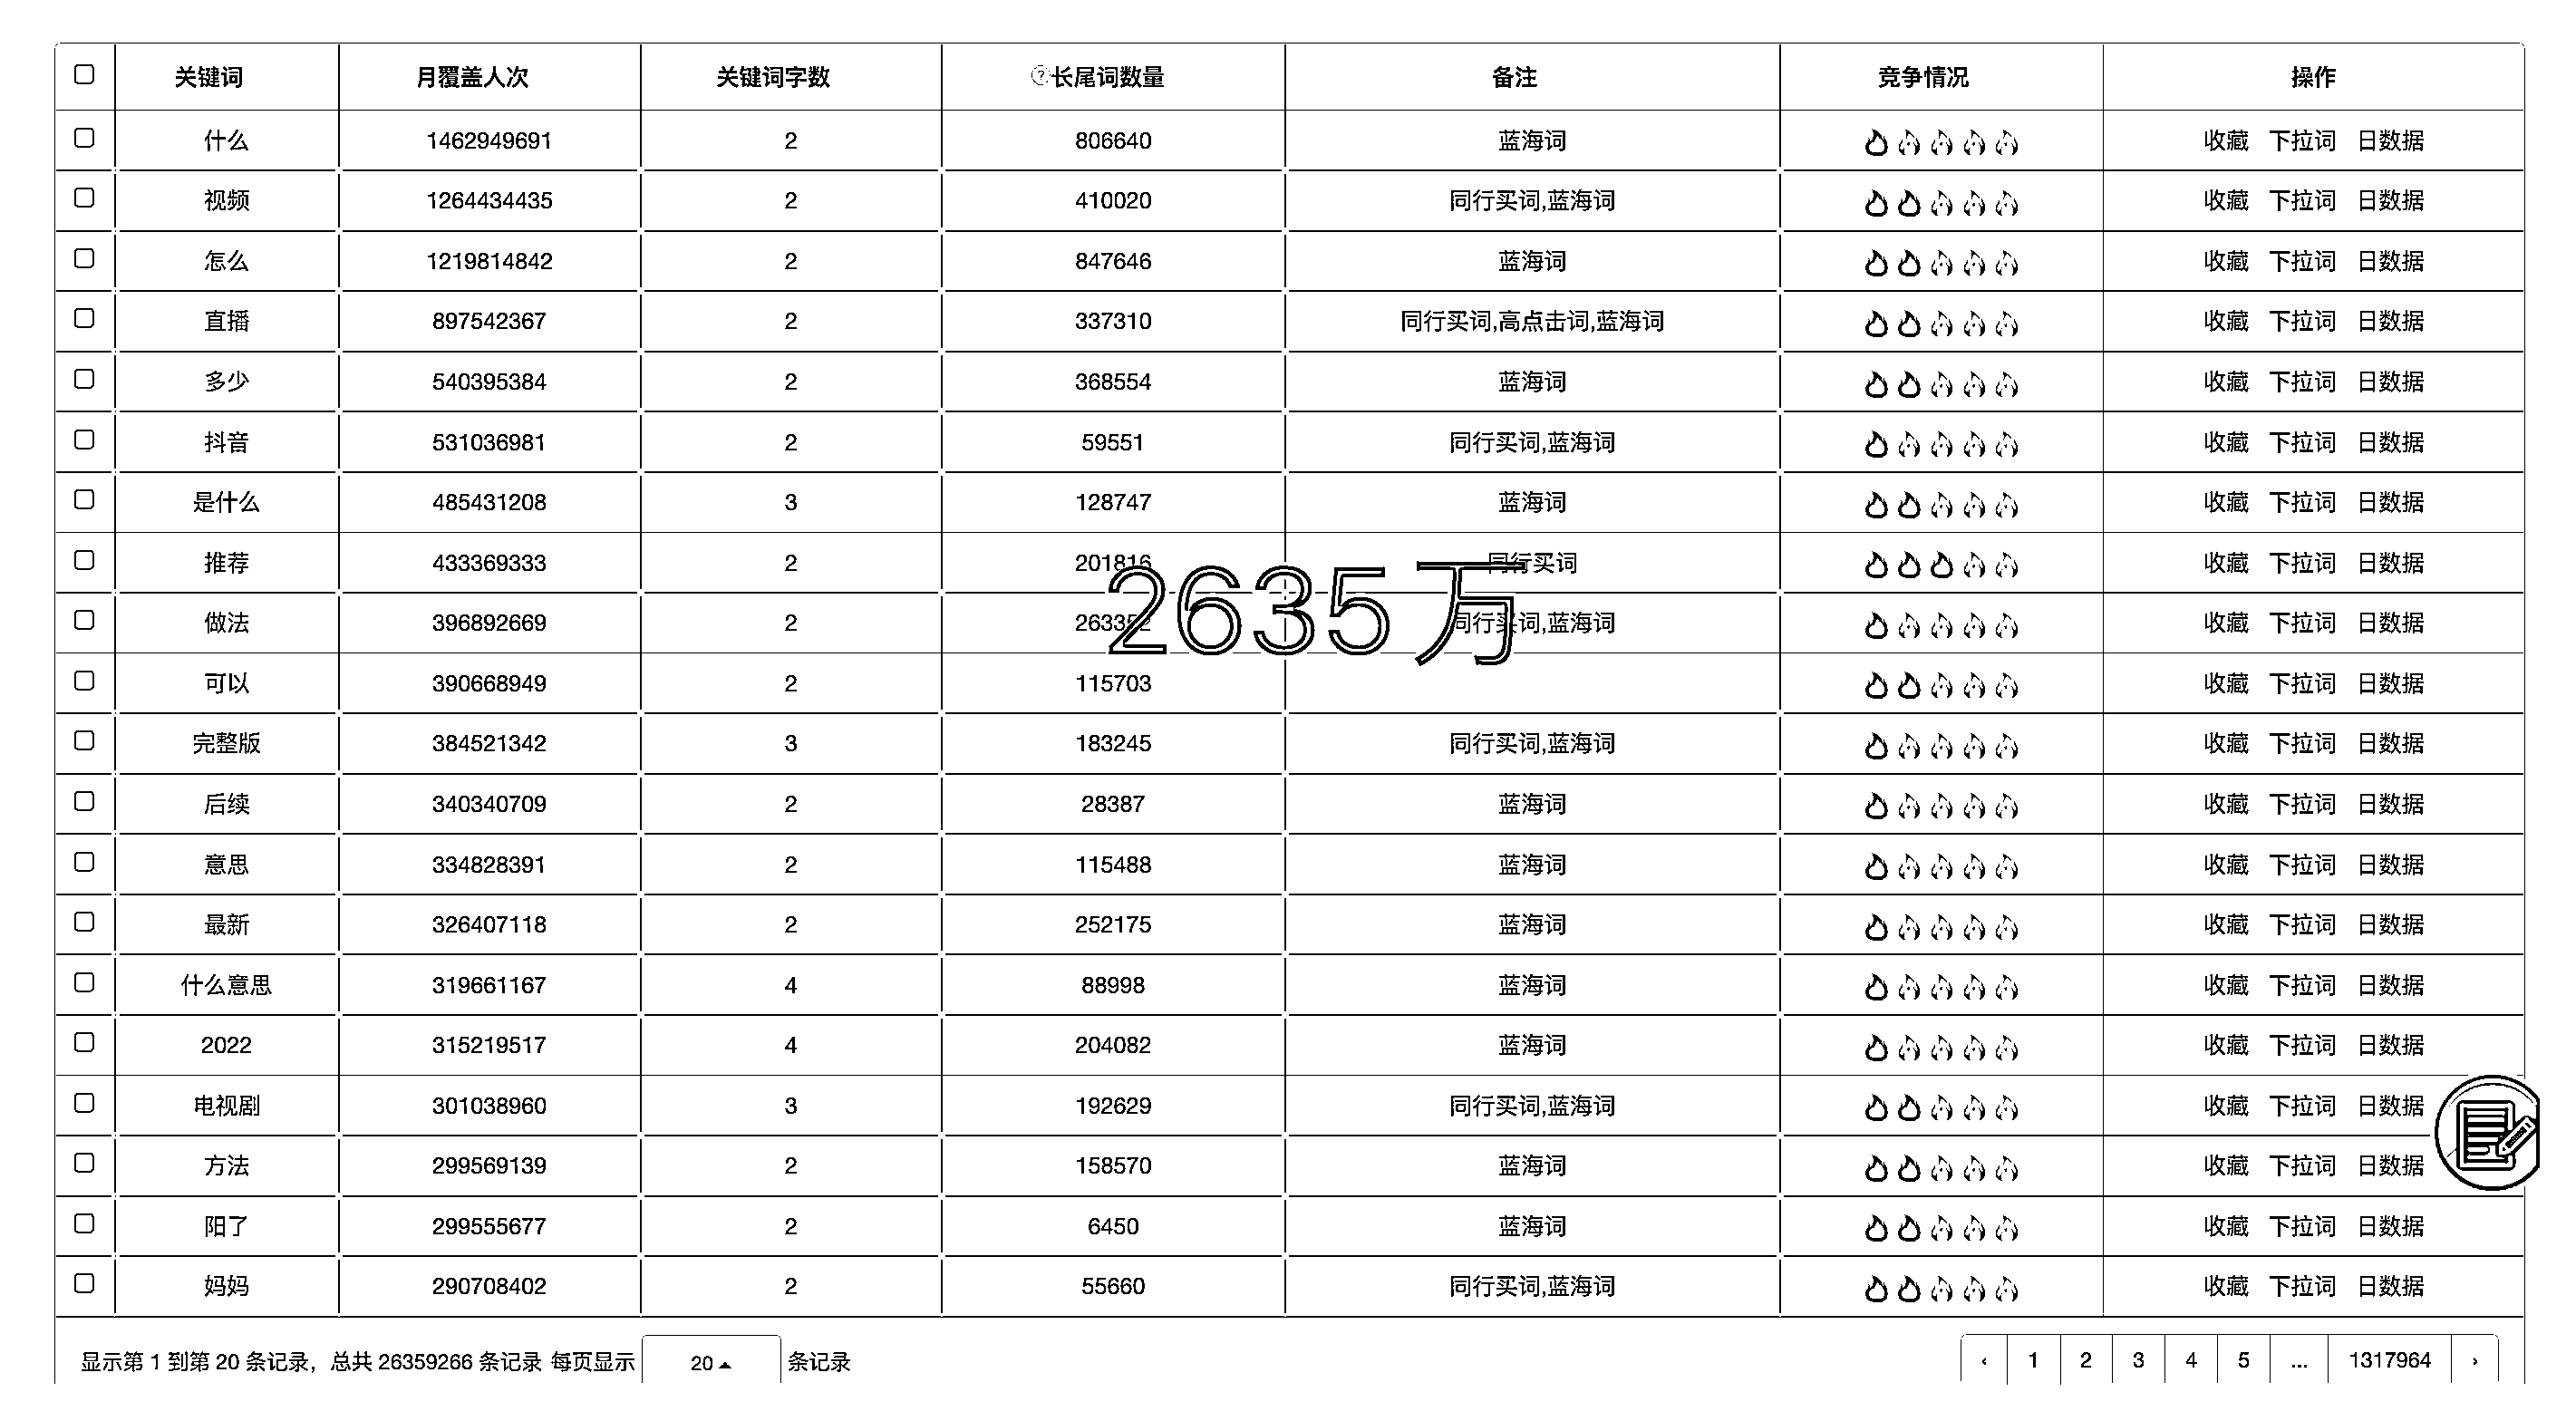 关键词 月覆盖人次 关键词字数 ?长尾词数量 备注 竞争情况 操作
什么 1462949691 2 806640 蓝海词 收藏 下拉词 日数据
视频 1264434435 2 410020 同行买词,蓝海词 收藏 下拉词 日数据
怎么 1219814842 2 847646 蓝海词 收藏 下拉词 日数据
直播 897542367 2 337310 同行买词,高点击词,蓝海词 收藏 下拉词 日数据
多少 540395384 2 368554 蓝海词 收藏 下拉词 日数据
抖音 531036981 2 59551 同行买词,蓝海词 收藏 下拉词 日数据
是什么 485431208 3 128747 蓝海词 收藏 下拉词 日数据
推荐 433369333 2 201816 同行买词 收藏 下拉词 日数据
2635万
做法 396892669 2 263352 同行买词,蓝海词 收藏 下拉词 日数据
可以 390668949 2 115703 收藏 下拉词 日数据
完整版 384521342 3 183245 同行买词,蓝海词 收藏 下拉词 日数据
后续 340340709 2 28387 蓝海词 收藏 下拉词 日数据
意思 334828391 2 115488 蓝海词 收藏 下拉词 日数据
最新 326407118 2 252175 蓝海词 收藏 下拉词 日数据
什么意思 319661167 4 88998 蓝海词 收藏 下拉词 日数据
2022 315219517 4 204082 蓝海词 收藏 下拉词 日数据
电视剧 301038960 3 192629 同行买词,蓝海词 收藏 下拉词 日数据
方法 299569139 2 158570 蓝海词 收藏 下拉词 日数据
阳了 299555677 2 6450 蓝海词 收藏 下拉词 日数据
妈妈 290708402 2 55660 同行买词,蓝海词 收藏 下拉词 日数据
显示第 1 到第 20 条记录，总共 26359266 条记录 每页显示 20 条记录 ‹ 1 2 3 4 5 ... 1317964 ›